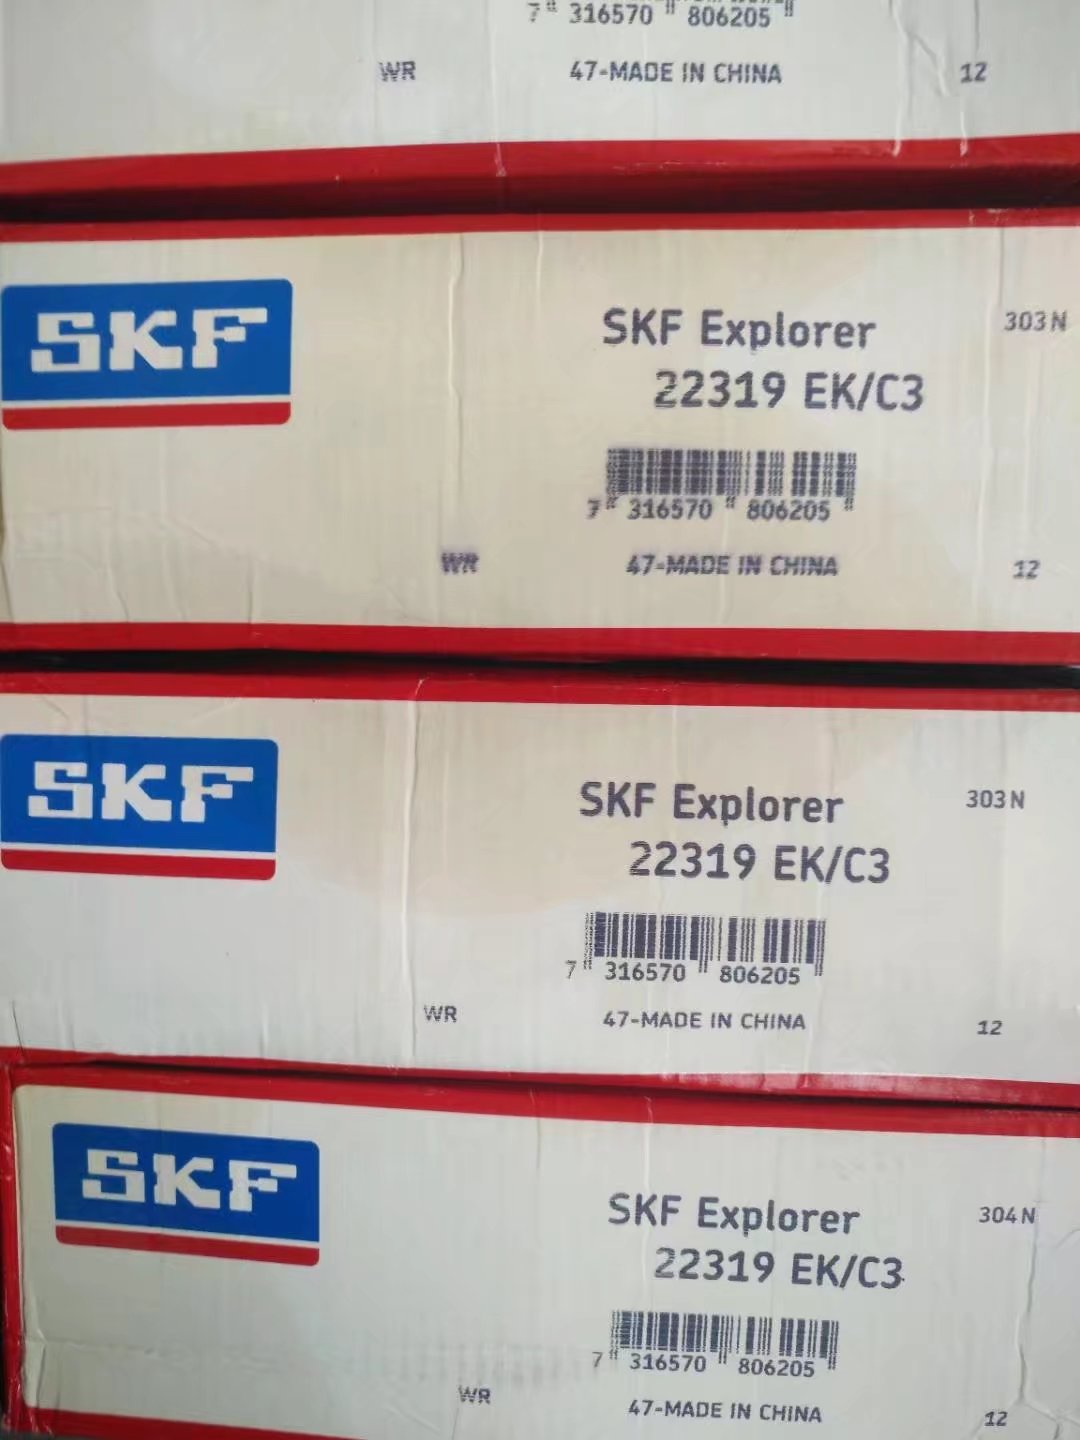 7 316570 806205
WR 47-MADE IN CHINA 12
SKF
SKF Explorer 303N
22319 EK/C3
7 316570 806205
WR 47-MADE IN CHINA 12
SKF
SKF Explorer 303N
22319 EK/C3
7 316570 806205
WR 47-MADE IN CHINA 12
SKF
SKF Explorer 304N
22319 EK/C3
7 316570 806205
WR 47-MADE IN CHINA 12